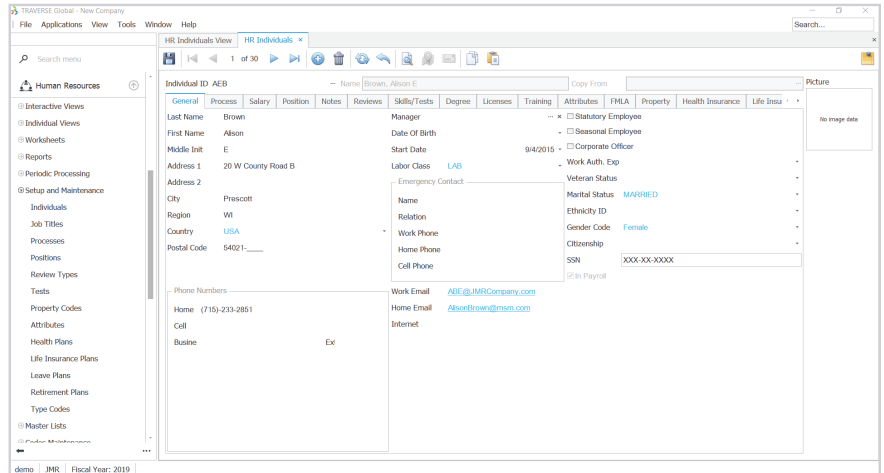 TRAVERSE Global - New Company
File Applications View Tools Window Help
Search...
HR Individuals View HR Individuals ×
Search menu
1 of 30
Human Resources
Individual ID AEB Name Brown, Alison E Copy From
Picture
General Process Salary Position Notes Reviews Skills/Tests Degree Licenses Training Attributes FMLA Property Health Insurance Life Insu
No image data
Interactive Views
Individual Views
Worksheets
Reports
Periodic Processing
Setup and Maintenance
Individuals
Job Titles
Processes
Positions
Review Types
Tests
Property Codes
Attributes
Health Plans
Life Insurance Plans
Leave Plans
Retirement Plans
Type Codes
Master Lists
Codes Maintenance
Last Name Brown
First Name Alison
Middle Init E
Address 1 20 W County Road B
Address 2
City Prescott
Region WI
Country USA
Postal Code 54021-____
Phone Numbers
Home (715)-233-2851
Cell
Busine Ext
Manager
Date Of Birth
Start Date 9/4/2015
Labor Class LAB
Emergency Contact
Name
Relation
Work Phone
Home Phone
Cell Phone
Work Email ABE@JMRCompany.com
Home Email AlisonBrown@msm.com
Internet
Statutory Employee
Seasonal Employee
Corporate Officer
Work Auth. Exp
Veteran Status
Marital Status MARRIED
Ethnicity ID
Gender Code Female
Citizenship
SSN XXX-XX-XXXX
In Payroll
demo JMR Fiscal Year: 2019